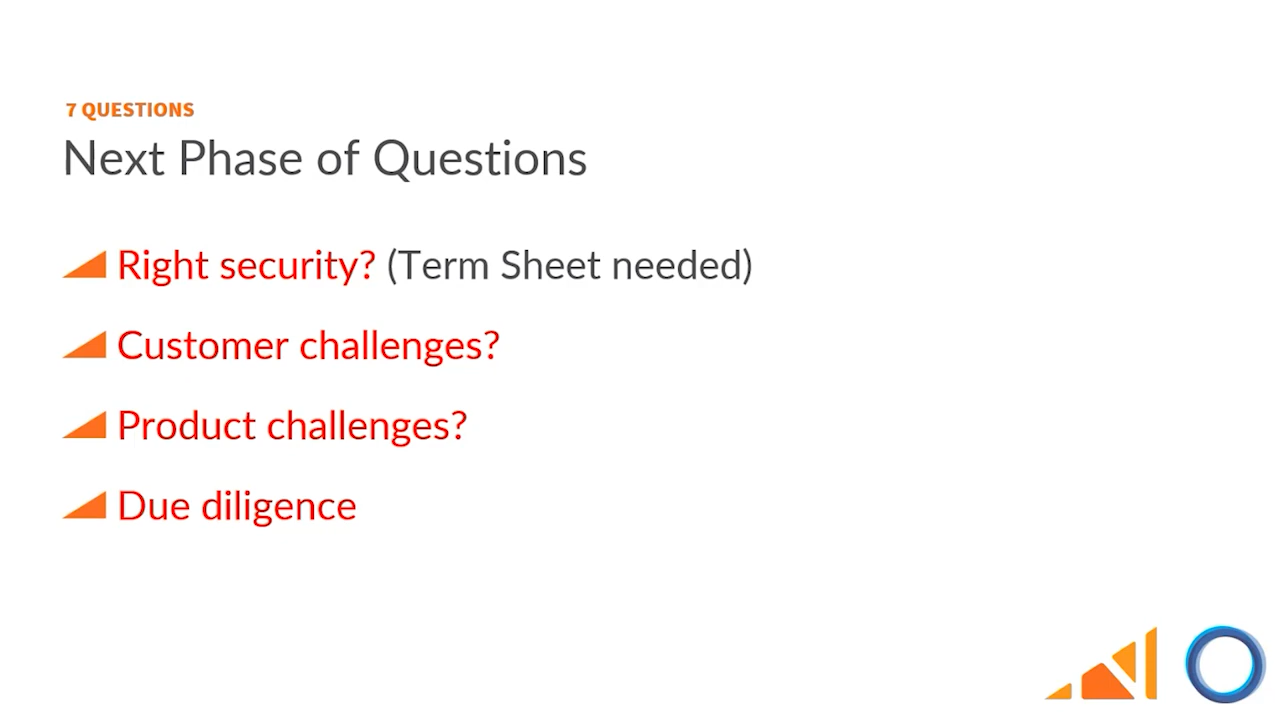 7 QUESTIONS
Next Phase of Questions
Right security? (Term Sheet needed)
Customer challenges?
Product challenges?
Due diligence